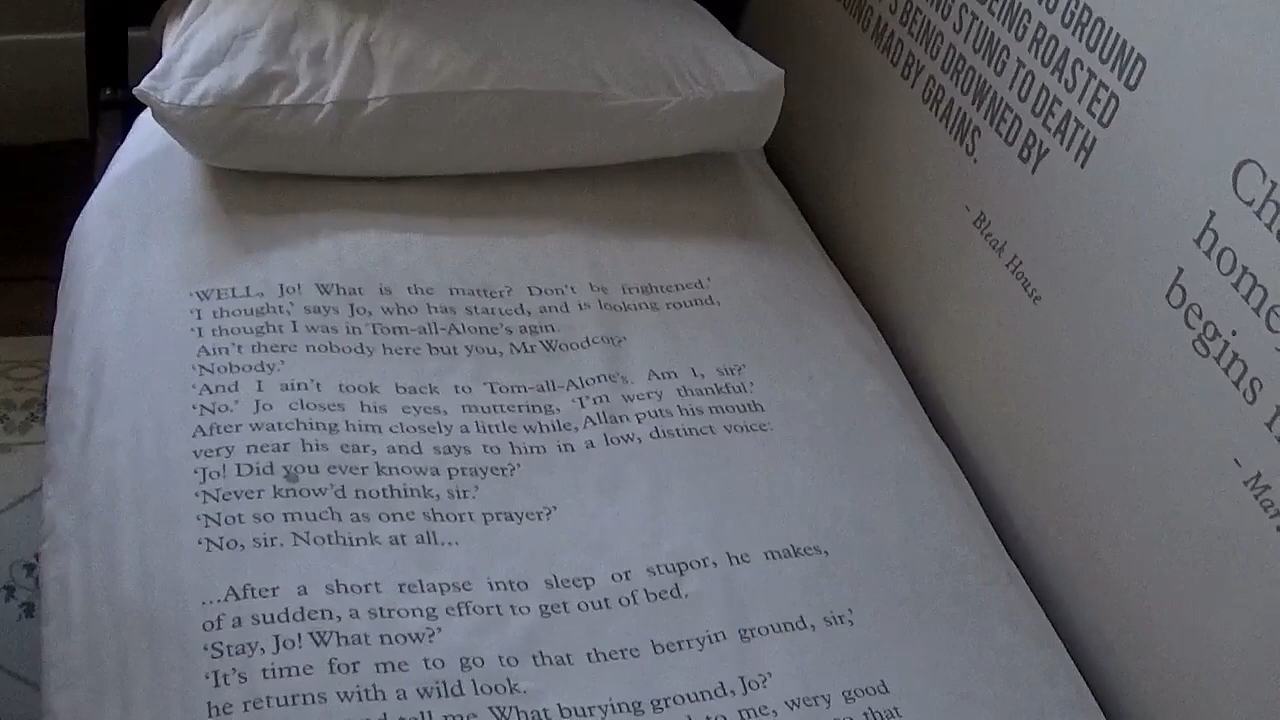 'WELL, Jo! What is the matter? Don't be frightened.'
'I thought,' says Jo, who has started, and is looking round,
'I thought I was in Tom-all-Alone's agin.
Ain't there nobody here but you, Mr Woodcot?'
'Nobody.'
'And I ain't took back to Tom-all-Alone's. Am I, sir?'
'No.' Jo closes his eyes, muttering, 'I'm wery thankful.'
After watching him closely a little while, Allan puts his mouth
very near his ear, and says to him in a low, distinct voice:
'Jo! Did you ever knowa prayer?'
'Never know'd nothink, sir.'
'Not so much as one short prayer?'
'No, sir. Nothink at all...
...After a short relapse into sleep or stupor, he makes,
of a sudden, a strong effort to get out of bed.
'Stay, Jo! What now?'
'It's time for me to go to that there berryin ground, sir,'
he returns with a wild look.
tell me. What burying ground, Jo?'
to me, wery good
that
GROUND
BEING ROASTED
STUNG TO DEATH
BEING DROWNED BY
MAD BY GRAINS.
- Bleak House
home
begins